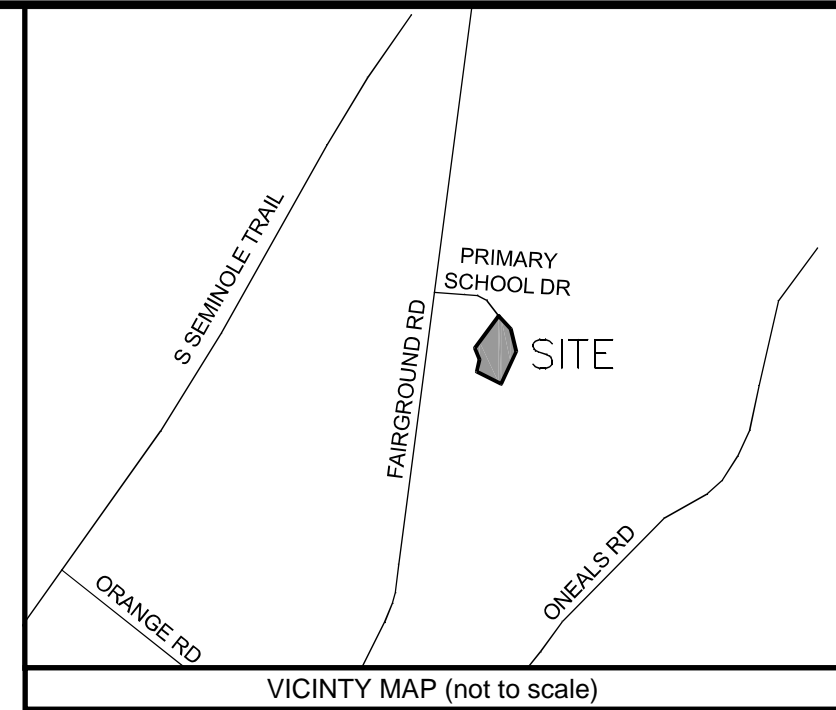 S SEMINOLE TRAIL
PRIMARY
SCHOOL DR
FAIRGROUND RD
SITE
ONEALS RD
ORANGE RD
VICINTY MAP (not to scale)